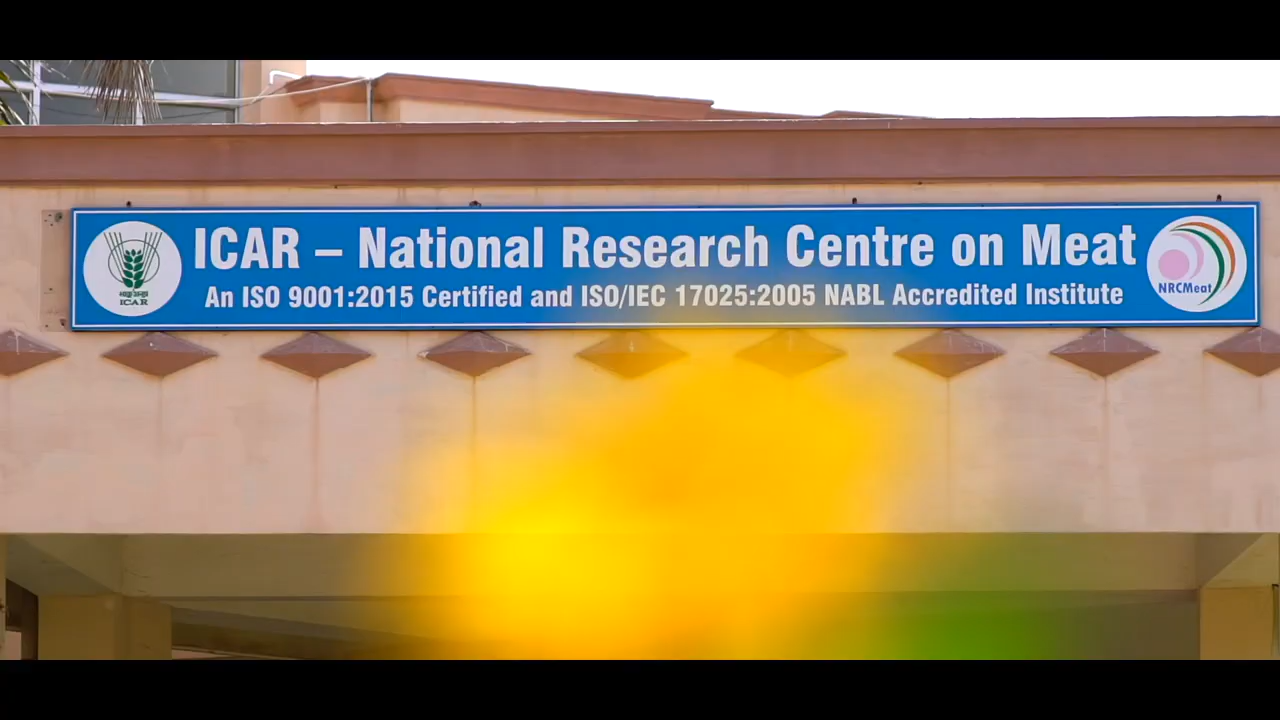 ICAR – National Research Centre on Meat
An ISO 9001:2015 Certified and ISO/IEC 17025:2005 NABL Accredited Institute
ICAR
NRCMeat